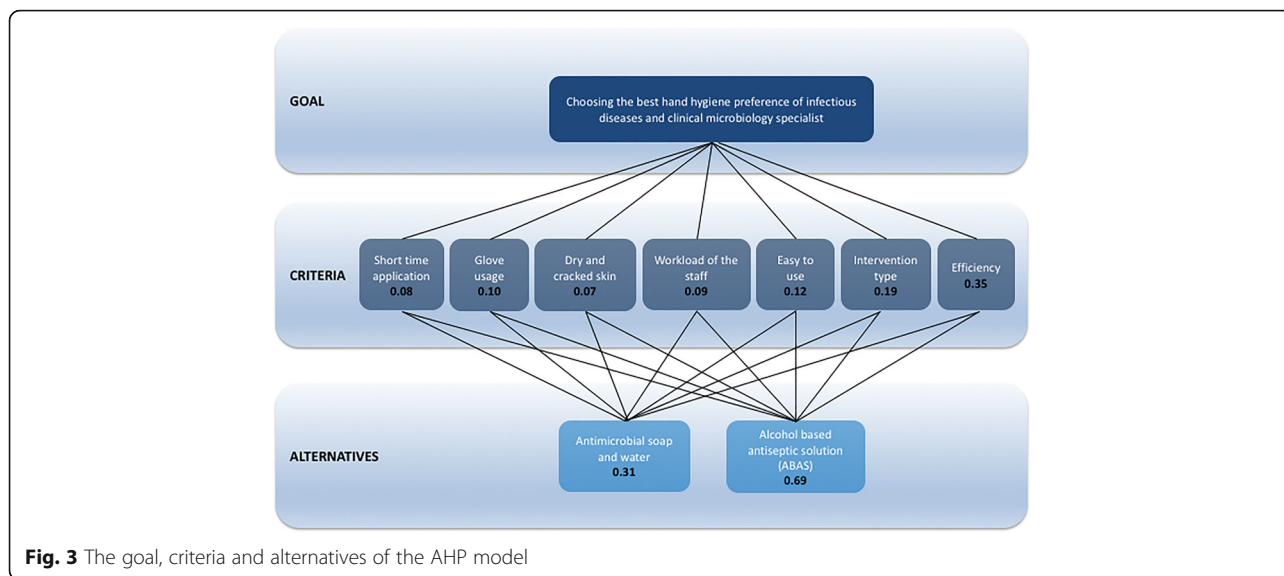 GOAL
Choosing the best hand hygiene preference of infectious
diseases and clinical microbiology specialist
CRITERIA
Short time
application
0.08
Glove
usage
0.10
Dry and
cracked skin
0.07
Workload of the
staff
0.09
Easy to
use
0.12
Intervention
type
0.19
Efficiency
0.35
ALTERNATIVES
Antimicrobial soap
and water
0.31
Alcohol based
antiseptic solution
(ABAS)
0.69
Fig. 3 The goal, criteria and alternatives of the AHP model